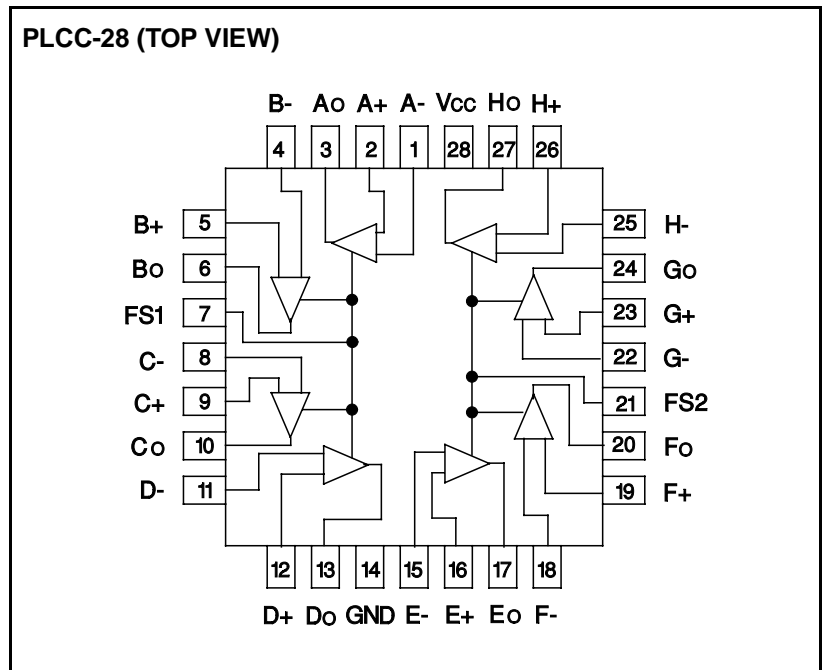 PLCC-28 (TOP VIEW)
B- Ao A+ A- Vcc Ho H+
4 3 2 1 28 27 26
B+ 5
Bo 6
FS1 7
C- 8
C+ 9
Co 10
D- 11
25 H-
24 Go
23 G+
22 G-
21 FS2
20 Fo
19 F+
12 13 14 15 16 17 18
D+ Do GND E- E+ Eo F-